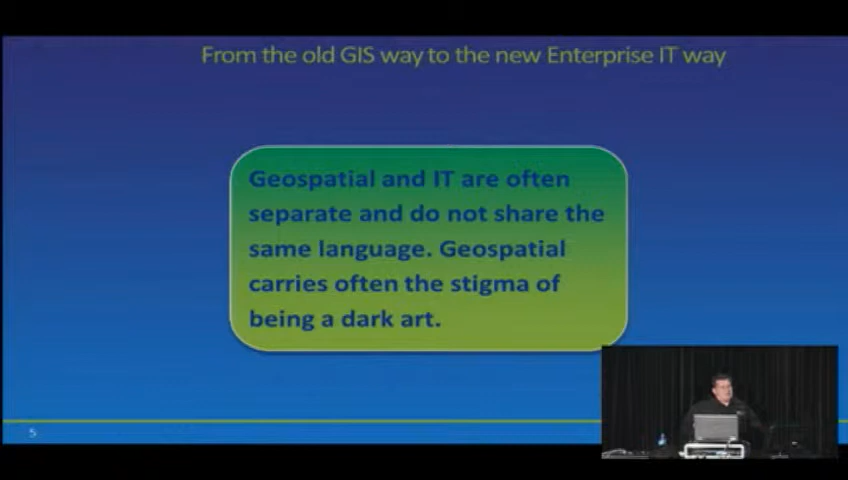 From the old GIS way to the new Enterprise IT way
Geospatial and IT are often
separate and do not share the
same language. Geospatial
carries often the stigma of
being a dark art.
5